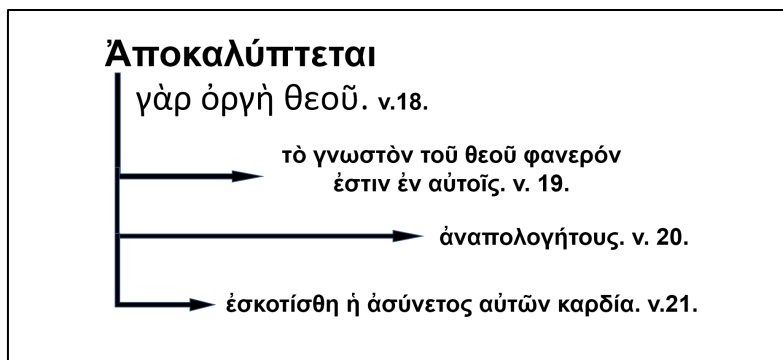 Ἀποκαλύπτεται
γὰρ ὀργὴ θεοῦ. v.18.
τὸ γνωστὸν τοῦ θεοῦ φανερόν
ἐστιν ἐν αὐτοῖς. v. 19.
ἀναπολογήτους. v. 20.
ἐσκοτίσθη ἡ ἀσύνετος αὐτῶν καρδία. v.21.